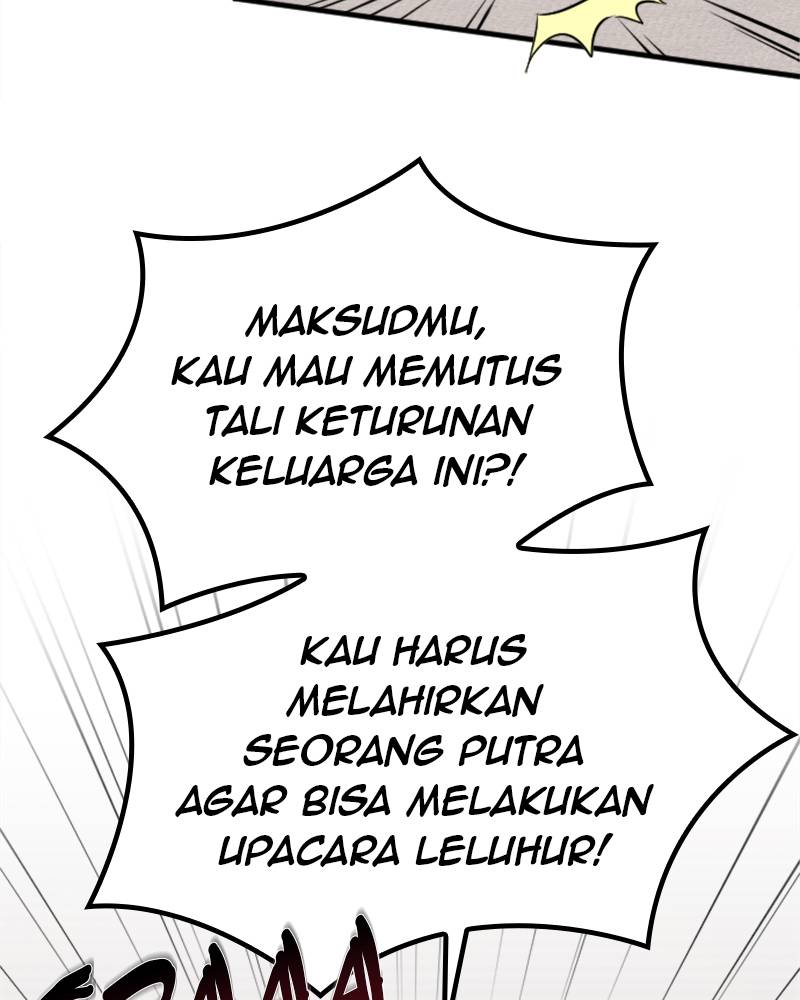 MAKSUDMU,
KAU MAU MEMUTUS
TALI KETURUNAN
KELUARGA INI?!
KAU HARUS
MELAHIRKAN
SEORANG PUTRA
AGAR BISA MELAKUKAN
UPACARA LELUHUR!